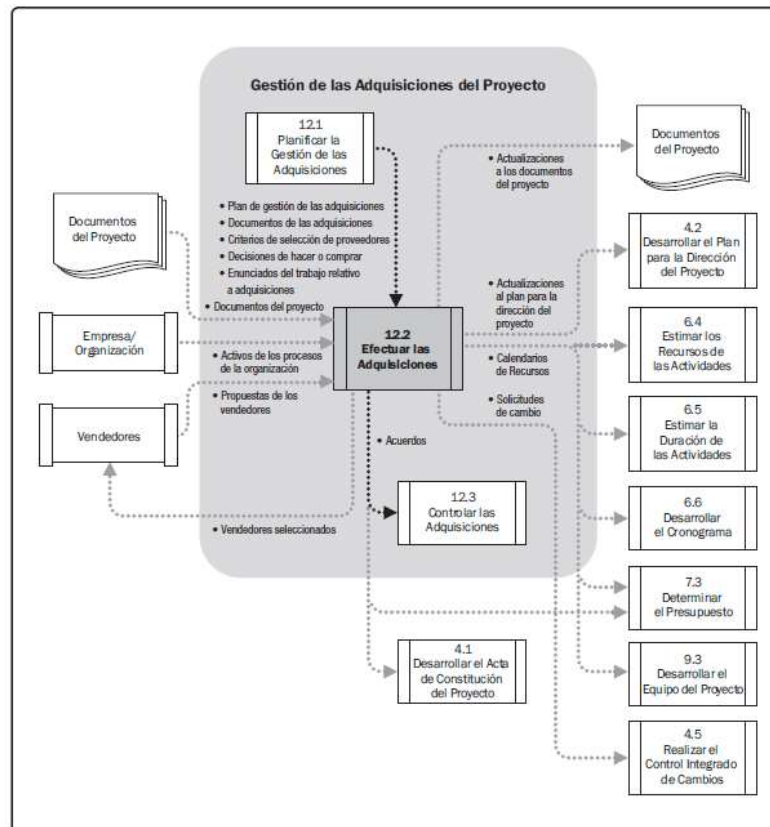 Gestión de las Adquisiciones del Proyecto
12.1
Planificar la
Gestión de las
Adquisiciones
Documentos
del Proyecto
• Actualizaciones
a los documentos
del proyecto
• Plan de gestión de las adquisiciones
• Documentos de las adquisiciones
• Criterios de selección de proveedores
• Decisiones de hacer o comprar
• Enunciados del trabajo relativo
a adquisiciones
Documentos
del Proyecto
• Documentos del proyecto
4.2
Desarrollar el Plan
para la Dirección
del Proyecto
• Actualizaciones
al plan para la
dirección del
proyecto
Empresa/
Organización
• Activos de los procesos
de la organización
12.2
Efectuar las
Adquisiciones
• Calendarios
de Recursos
• Solicitudes
de cambio
6.4
Estimar los
Recursos de
las Actividades
Vendedores
• Propuestas de los
vendedores
• Acuerdos
6.5
Estimar la
Duración de
las Actividades
12.3
Controlar las
Adquisiciones
• Vendedores seleccionados
6.6
Desarrollar
el Cronograma
7.3
Determinar
el Presupuesto
4.1
Desarrollar el Acta
de Constitución
del Proyecto
9.3
Desarrollar el
Equipo del Proyecto
4.5
Realizar el
Control Integrado
de Cambios